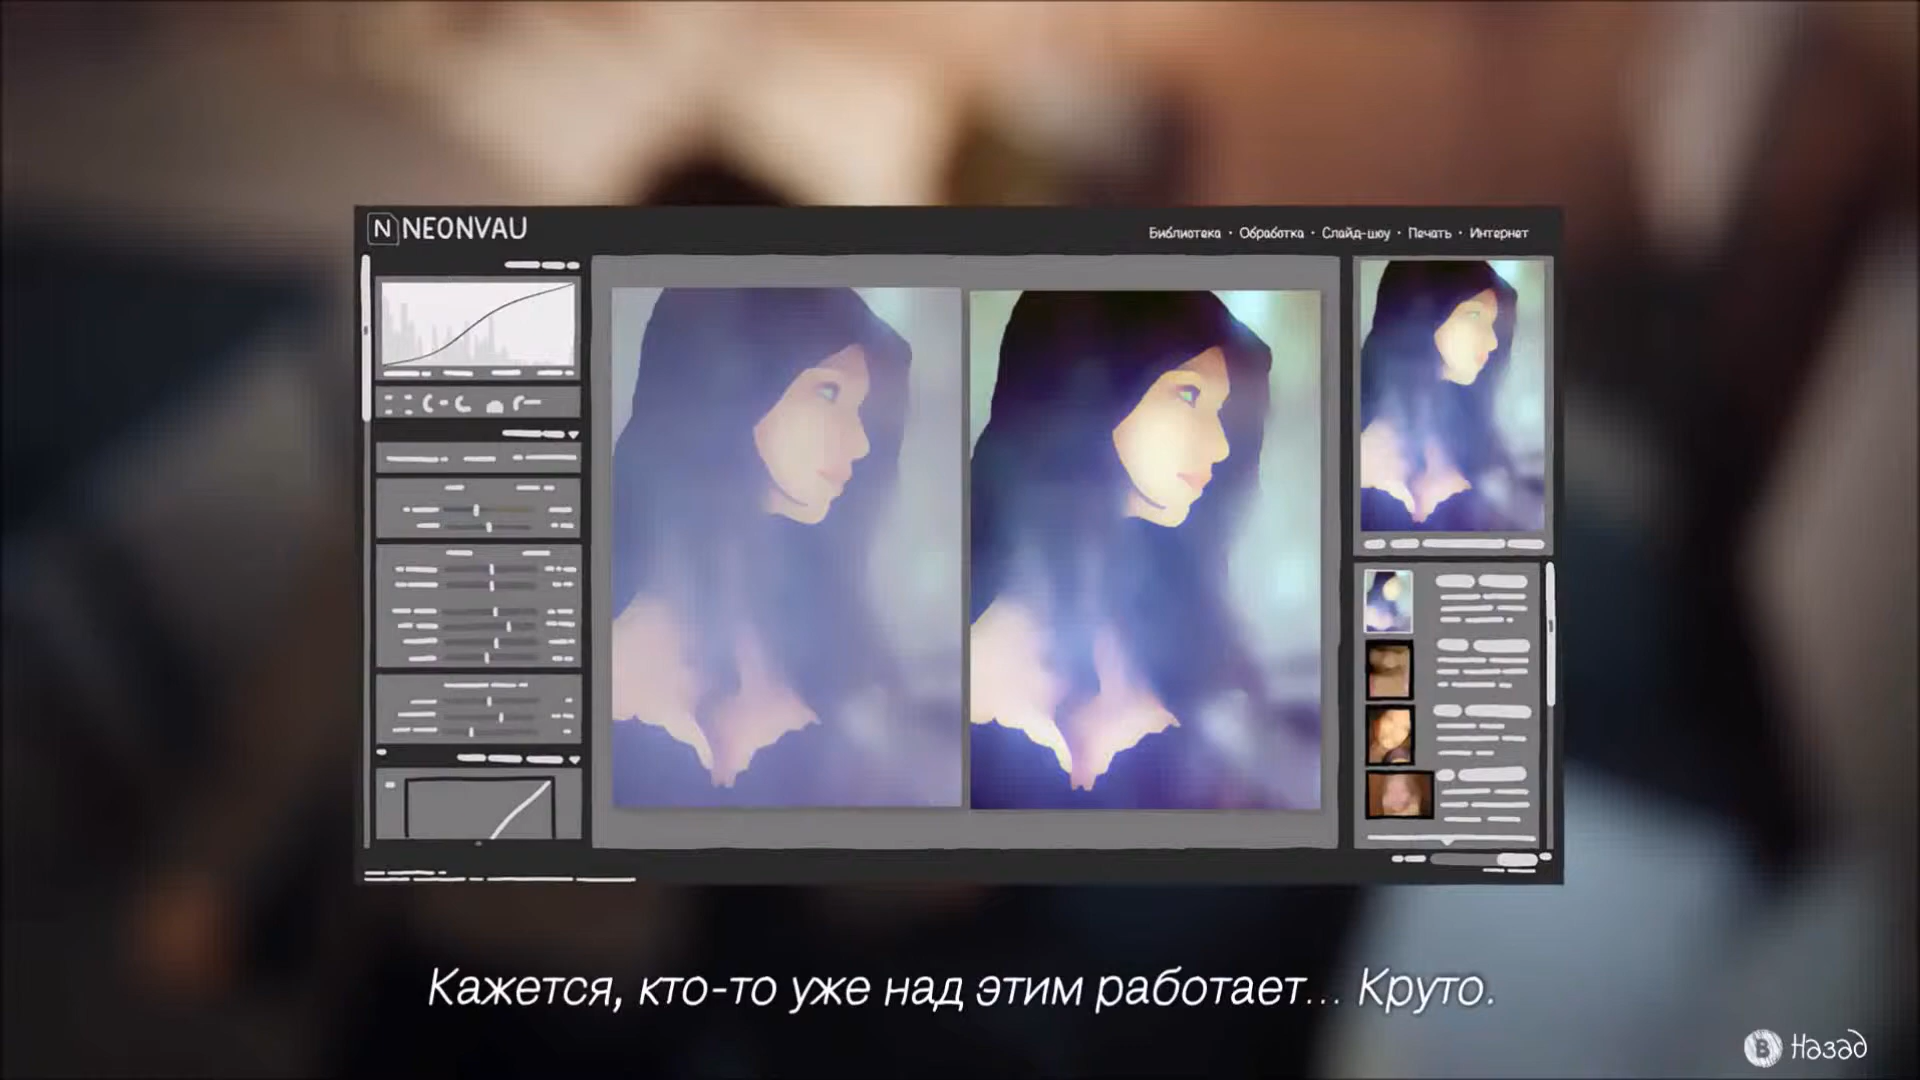 N NEONVAU
Библиотека · Обработка · Слайд-шоу · Печать · Интернет
Кажется, кто-то уже над этим работает... Круто.
B Назад